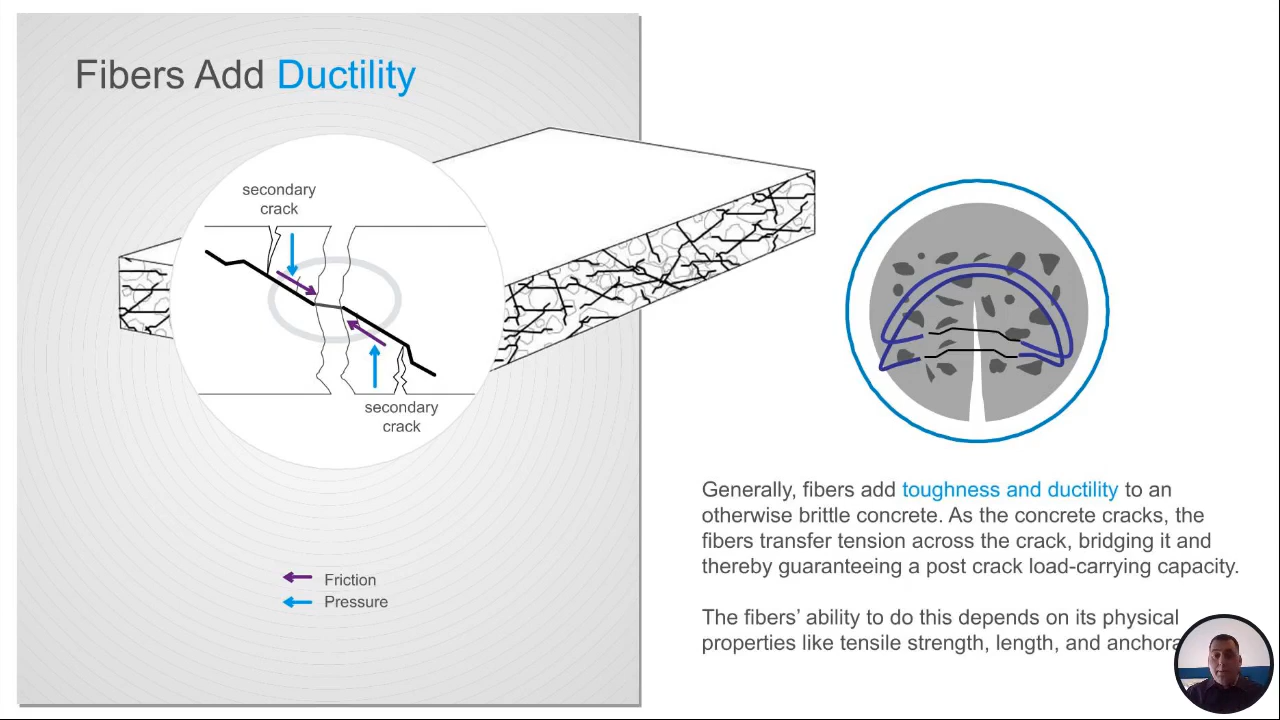 Fibers Add Ductility
secondary
crack
secondary
crack
Friction
Pressure
Generally, fibers add toughness and ductility to an
otherwise brittle concrete. As the concrete cracks, the
fibers transfer tension across the crack, bridging it and
thereby guaranteeing a post crack load-carrying capacity.
The fibers’ ability to do this depends on its physical
properties like tensile strength, length, and